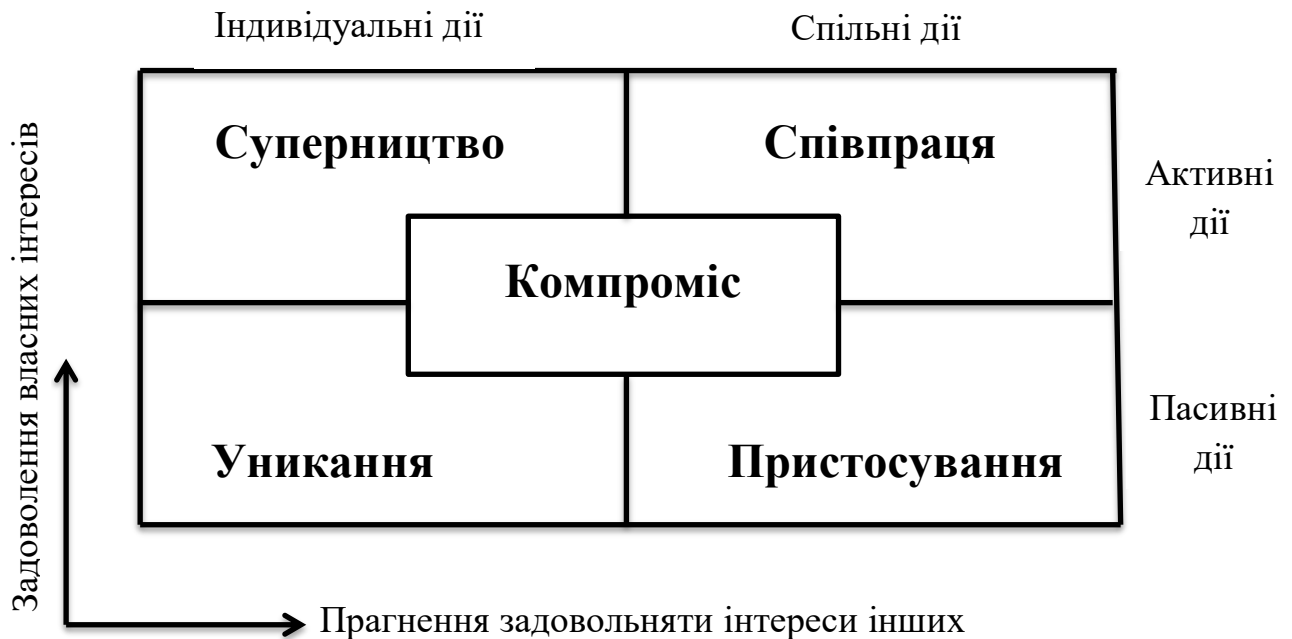 Індивідуальні дії
Спільні дії
Задоволення власних інтересів
Суперництво
Співпраця
Активні
дії
Компроміс
Уникання
Пристосування
Пасивні
дії
Прагнення задовольняти інтереси інших